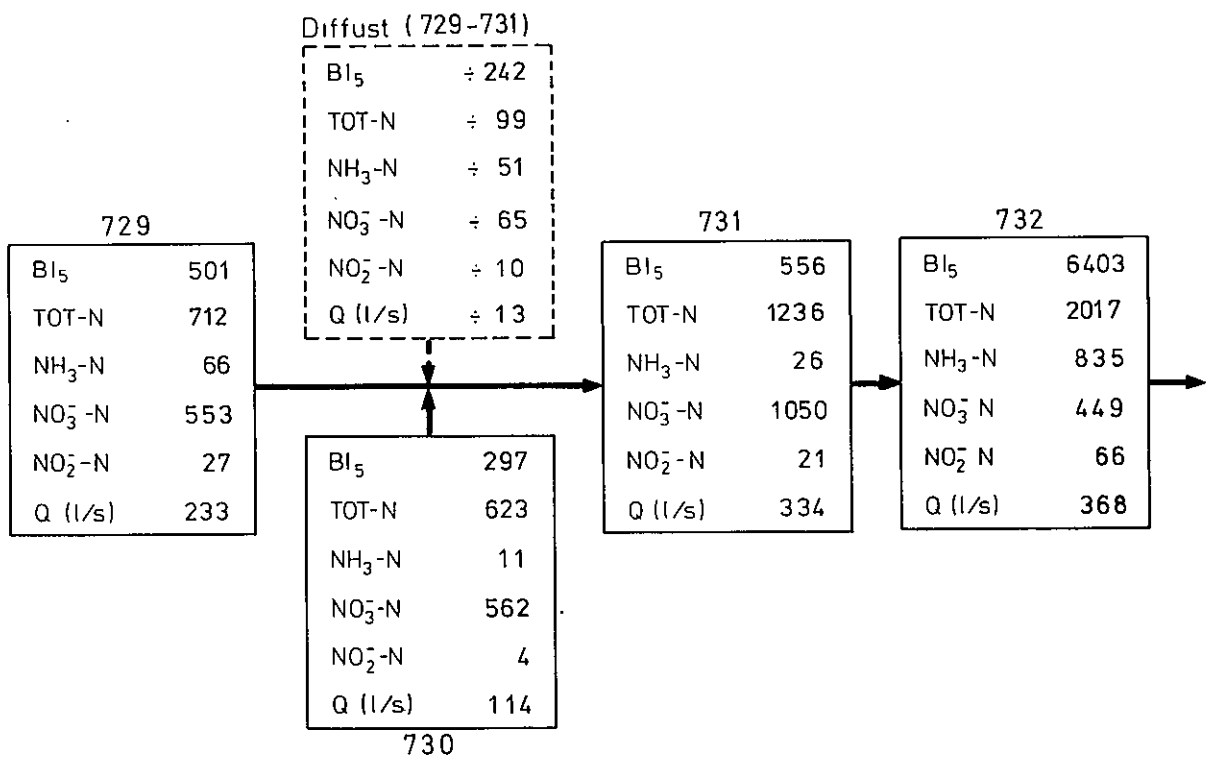 Diffust (729-731)
BI₅ ÷ 242
TOT-N ÷ 99
NH₃-N ÷ 51
NO₃⁻-N ÷ 65
NO₂⁻-N ÷ 10
Q (l/s) ÷ 13
729
BI₅ 501
TOT-N 712
NH₃-N 66
NO₃⁻-N 553
NO₂⁻-N 27
Q (l/s) 233
BI₅ 297
TOT-N 623
NH₃-N 11
NO₃⁻-N 562
NO₂⁻-N 4
Q (l/s) 114
730
731
BI₅ 556
TOT-N 1236
NH₃-N 26
NO₃⁻-N 1050
NO₂⁻-N 21
Q (l/s) 334
732
BI₅ 6403
TOT-N 2017
NH₃-N 835
NO₃⁻ N 449
NO₂⁻ N 66
Q (l/s) 368